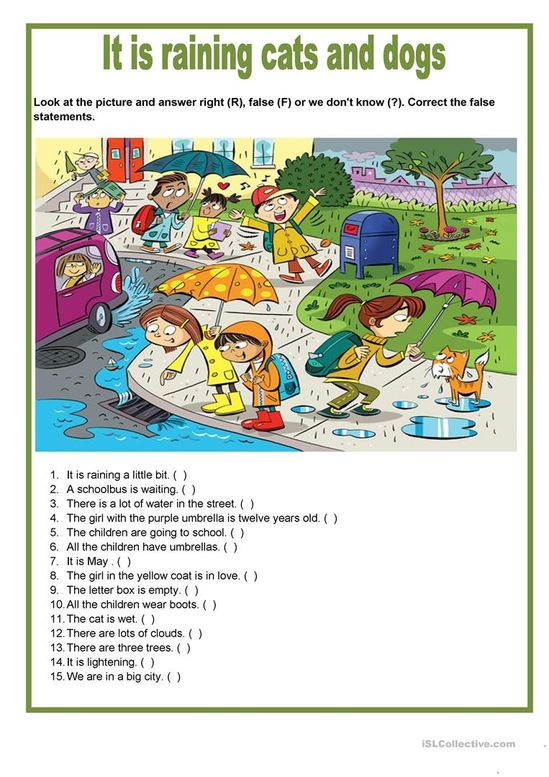 It is raining cats and dogs
Look at the picture and answer right (R), false (F) or we don't know (?). Correct the false
statements.
1. It is raining a little bit. ( )
2. A schoolbus is waiting. ( )
3. There is a lot of water in the street. ( )
4. The girl with the purple umbrella is twelve years old. ( )
5. The children are going to school. ( )
6. All the children have umbrellas. ( )
7. It is May . ( )
8. The girl in the yellow coat is in love. ( )
9. The letter box is empty. ( )
10. All the children wear boots. ( )
11. The cat is wet. ( )
12. There are lots of clouds. ( )
13. There are three trees. ( )
14. It is lightening. ( )
15. We are in a big city. ( )
iSLCollective.com